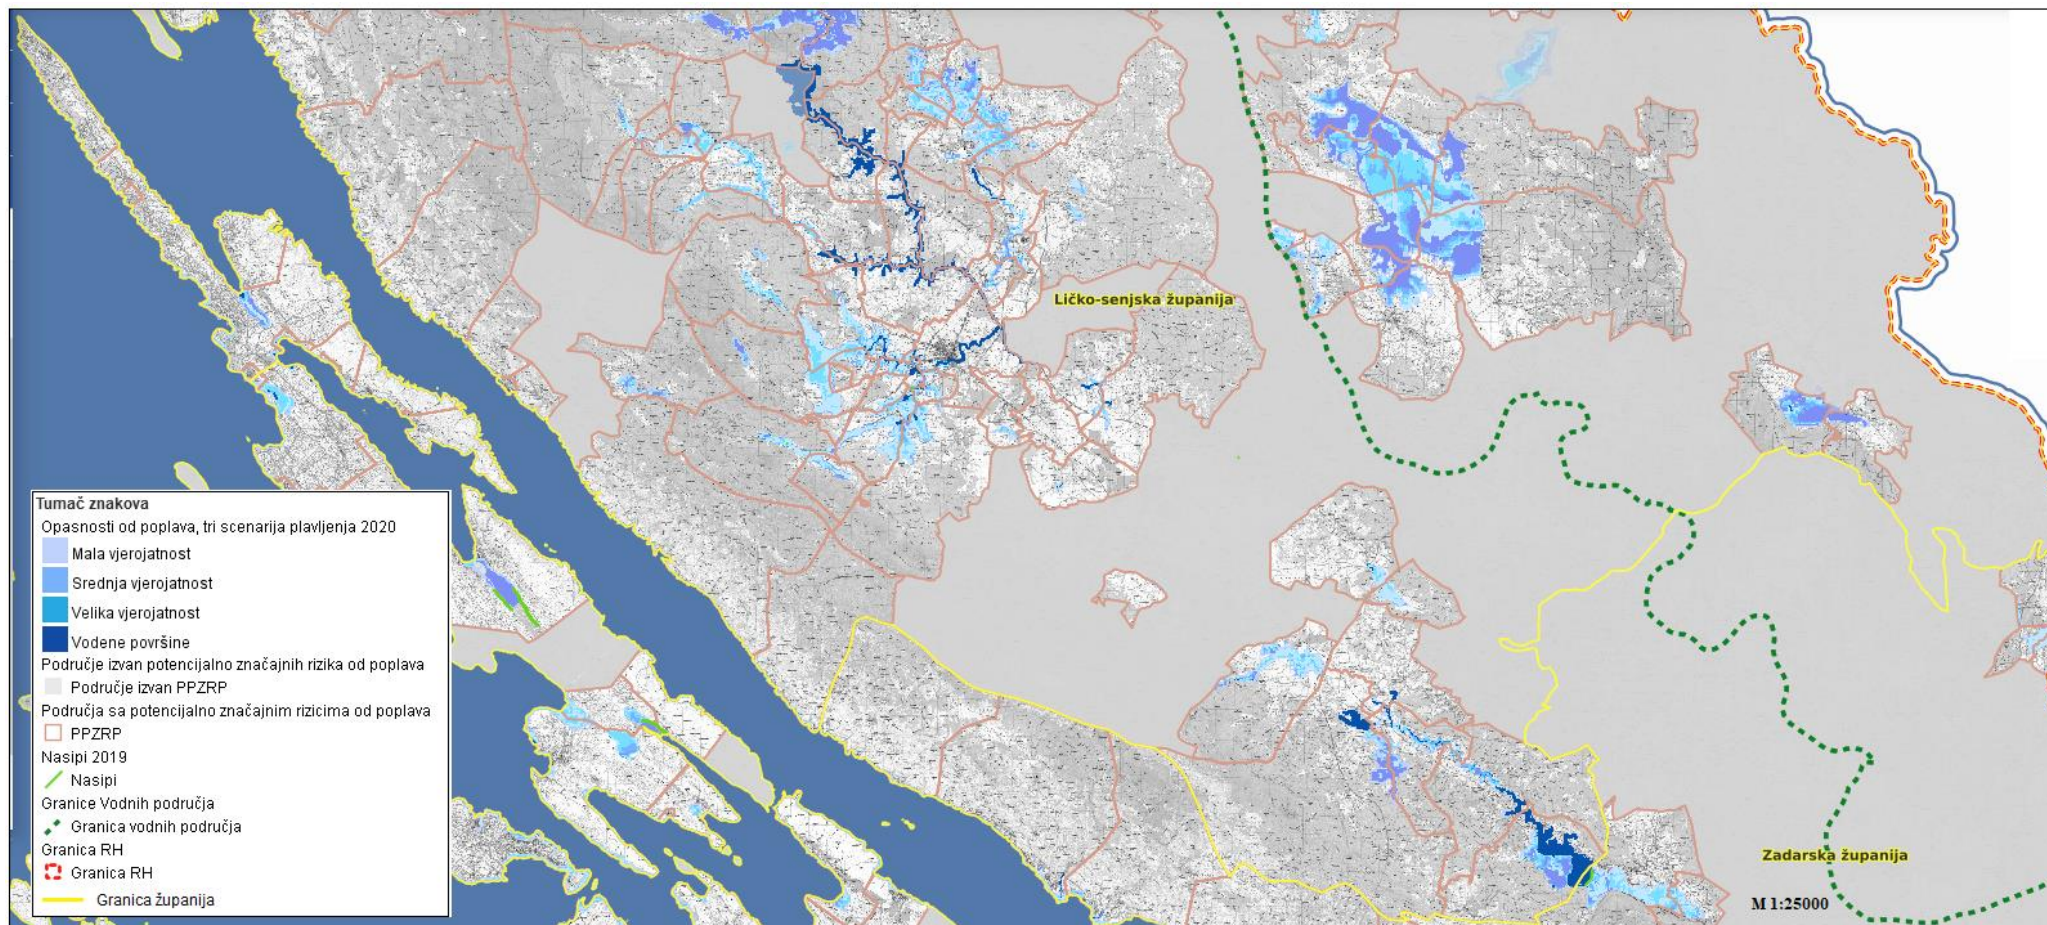 Ličko-senjska županija
Tumač znakova
Opasnosti od poplava, tri scenarija plavljenja 2020
Mala vjerojatnost
Srednja vjerojatnost
Velika vjerojatnost
Vodene površine
Područje izvan potencijalno značajnih rizika od poplava
Područje izvan PPZRP
Područja sa potencijalno značajnim rizicima od poplava
PPZRP
Nasipi 2019
Nasipi
Granice Vodnih područja
Granica vodnih područja
Granica RH
Granica RH
Granica županija
Zadarska županija
M 1:25000